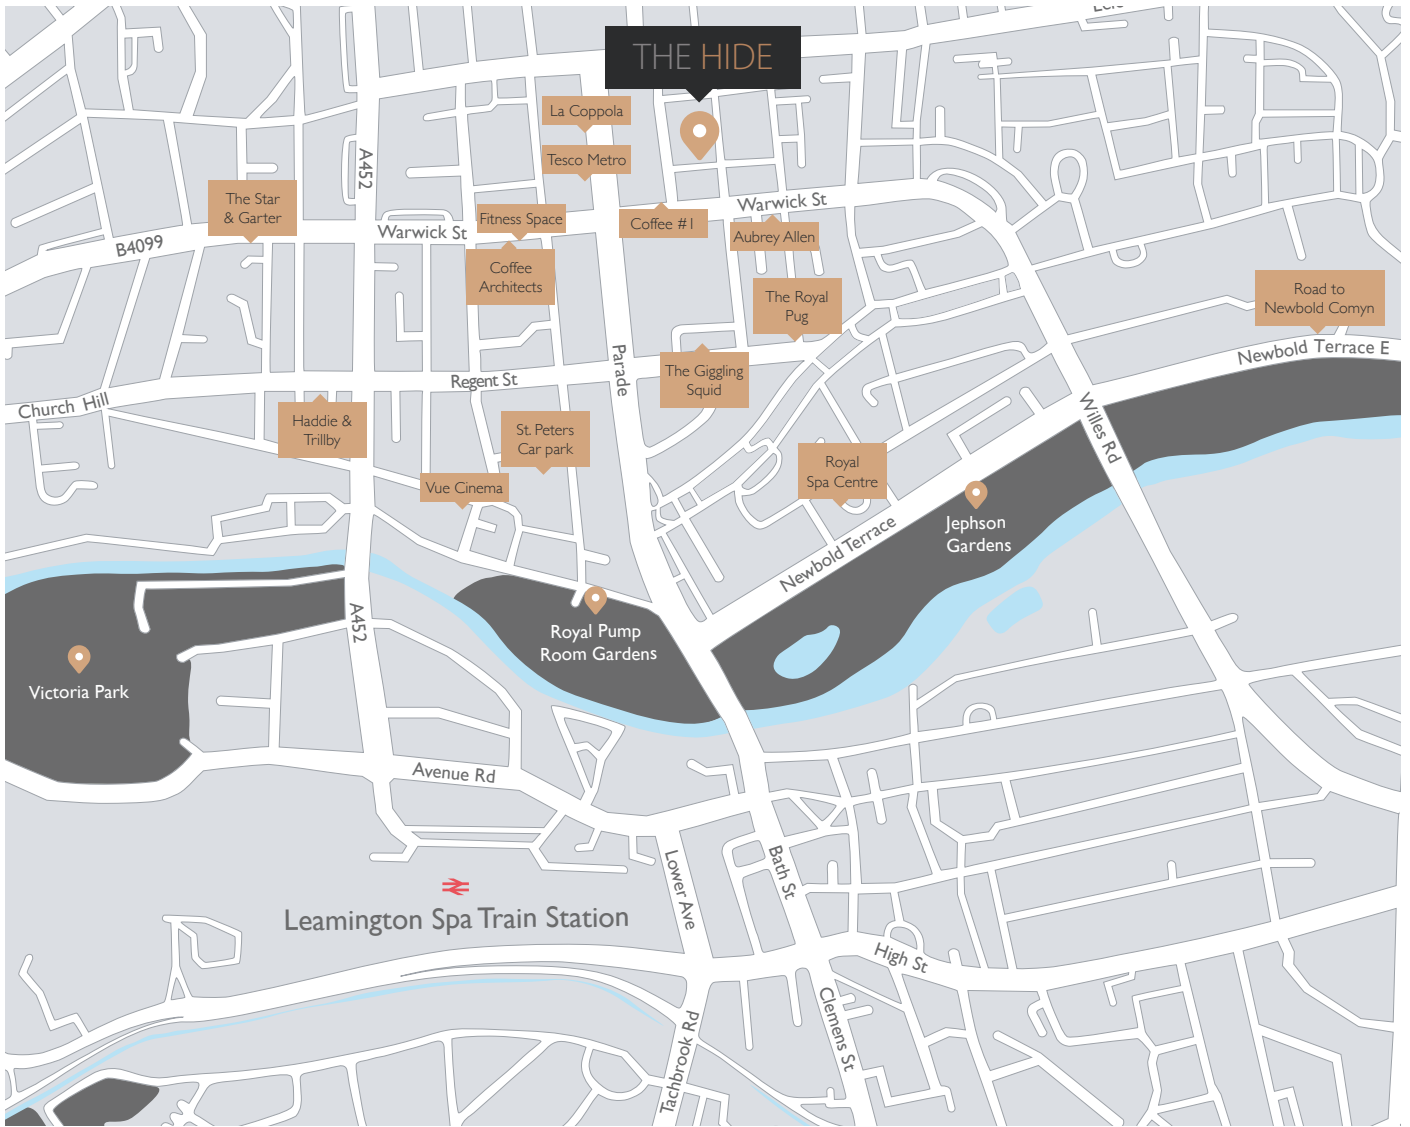 THE HIDE
La Coppola
A452
Tesco Metro
The Star
& Garter
Warwick St
Fitness Space
Coffee #1
Warwick St
Aubrey Allen
B4099
Coffee
Architects
The Royal
Pug
Road to
Newbold Comyn
Newbold Terrace E
Parade
Regent St
The Giggling
Squid
Church Hill
Haddie &
Trillby
St. Peters
Car park
Willes Rd
Royal
Spa Centre
Vue Cinema
Jephson
Gardens
Newbold Terrace
A452
Royal Pump
Room Gardens
Victoria Park
Avenue Rd
Lower Ave
Bath St
Leamington Spa Train Station
High St
Clemens St
Tachbrook Rd